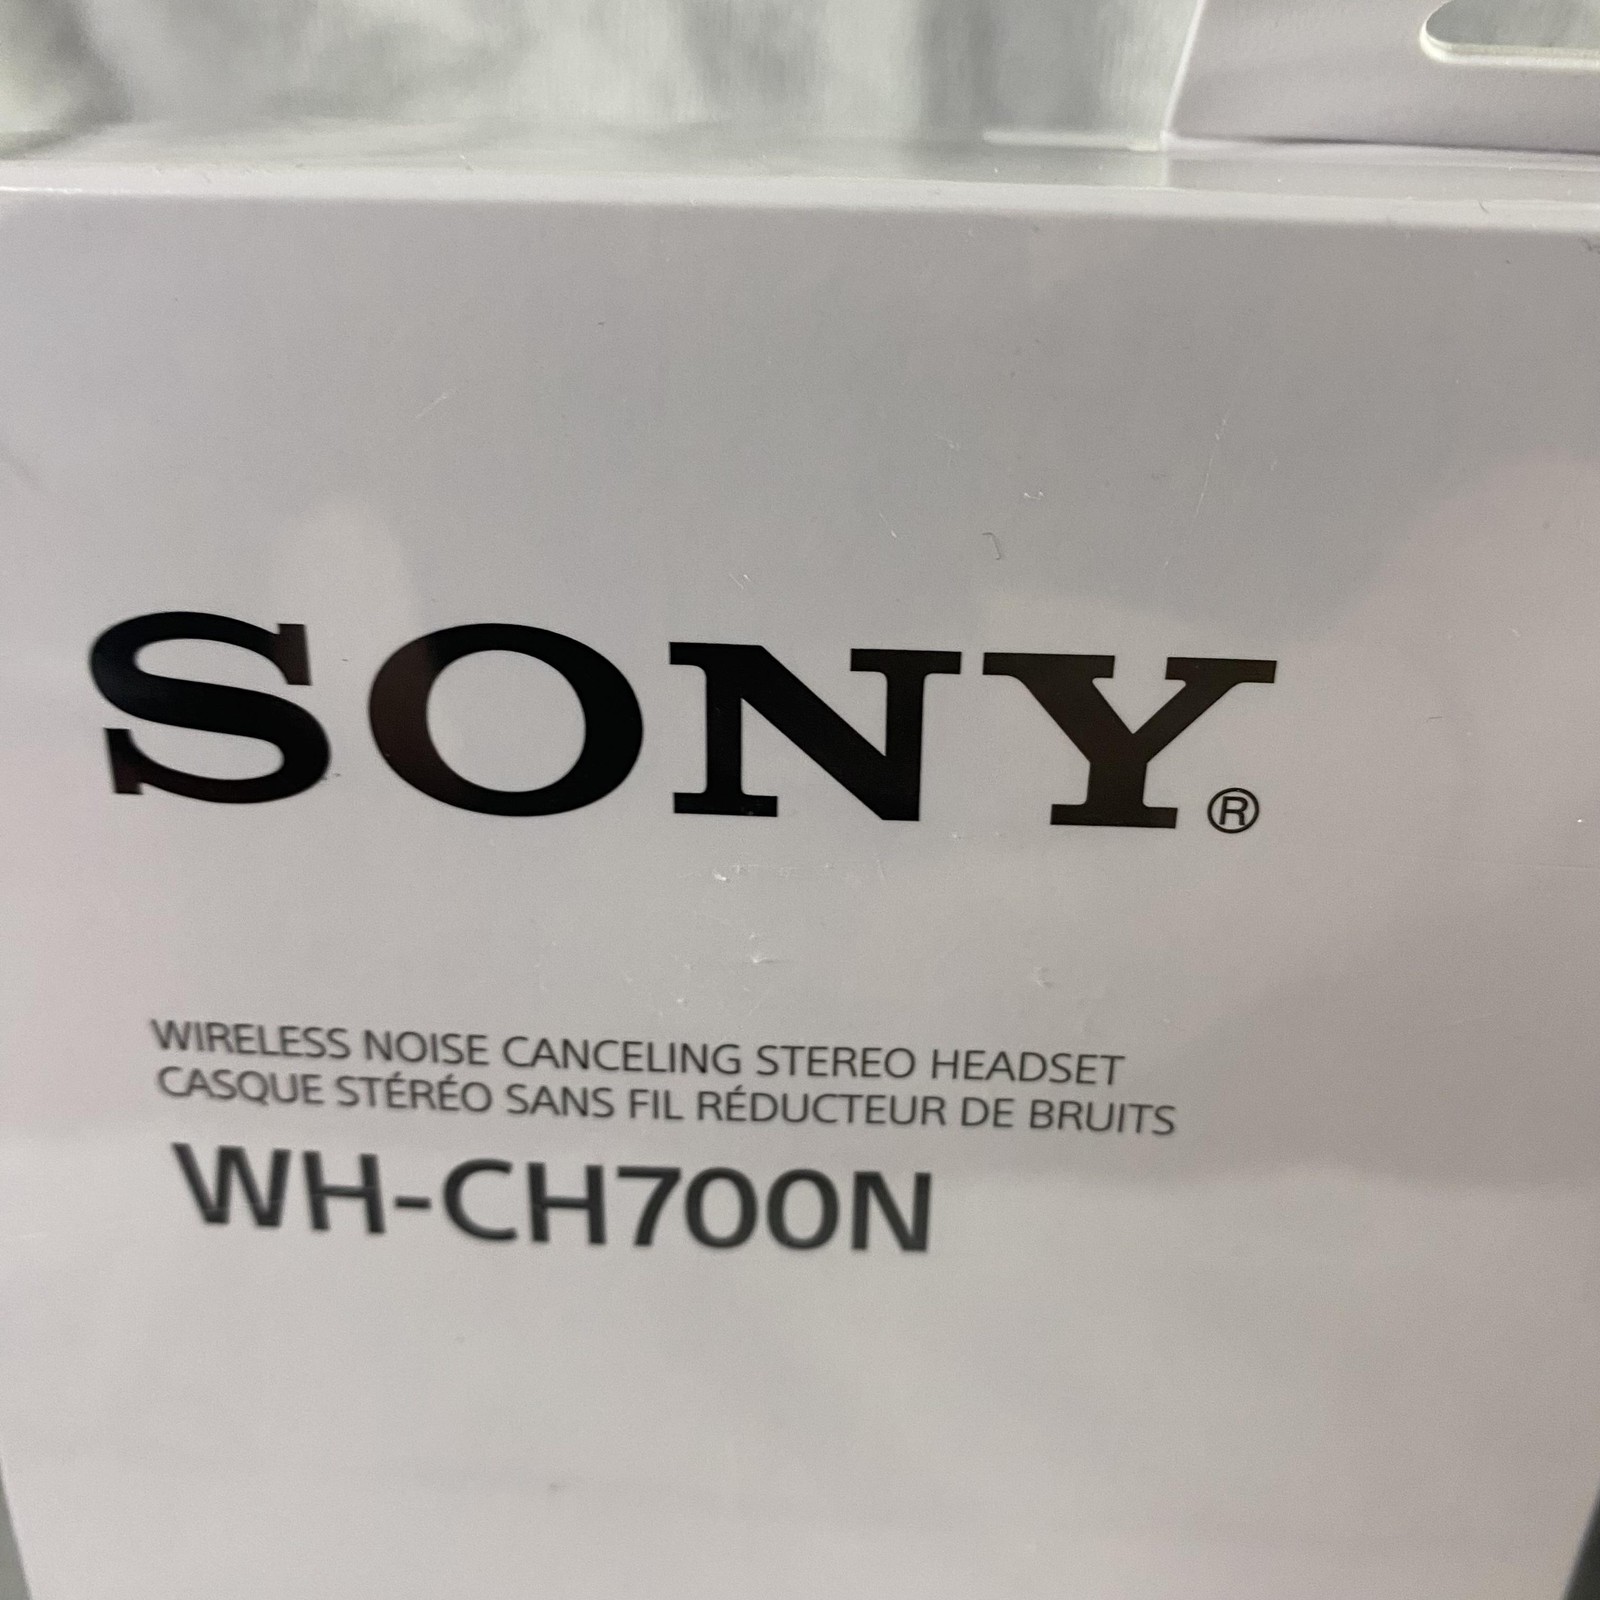 SONY®
WIRELESS NOISE CANCELING STEREO HEADSET
CASQUE STÉRÉO SANS FIL RÉDUCTEUR DE BRUITS
WH-CH700N